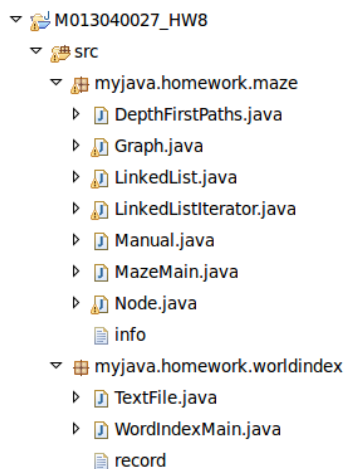 M013040027_HW8
src
myjava.homework.maze
DepthFirstPaths.java
Graph.java
LinkedList.java
LinkedListIterator.java
Manual.java
MazeMain.java
Node.java
info
myjava.homework.worldindex
TextFile.java
WordIndexMain.java
record